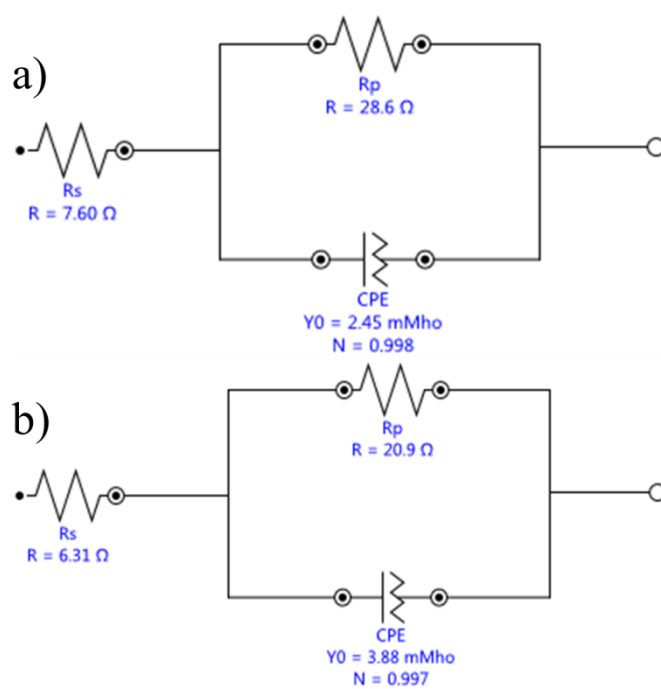 a)
Rp
R = 28.6 Ω
Rs
R = 7.60 Ω
CPE
Y0 = 2.45 mMho
N = 0.998
b)
Rp
R = 20.9 Ω
Rs
R = 6.31 Ω
CPE
Y0 = 3.88 mMho
N = 0.997